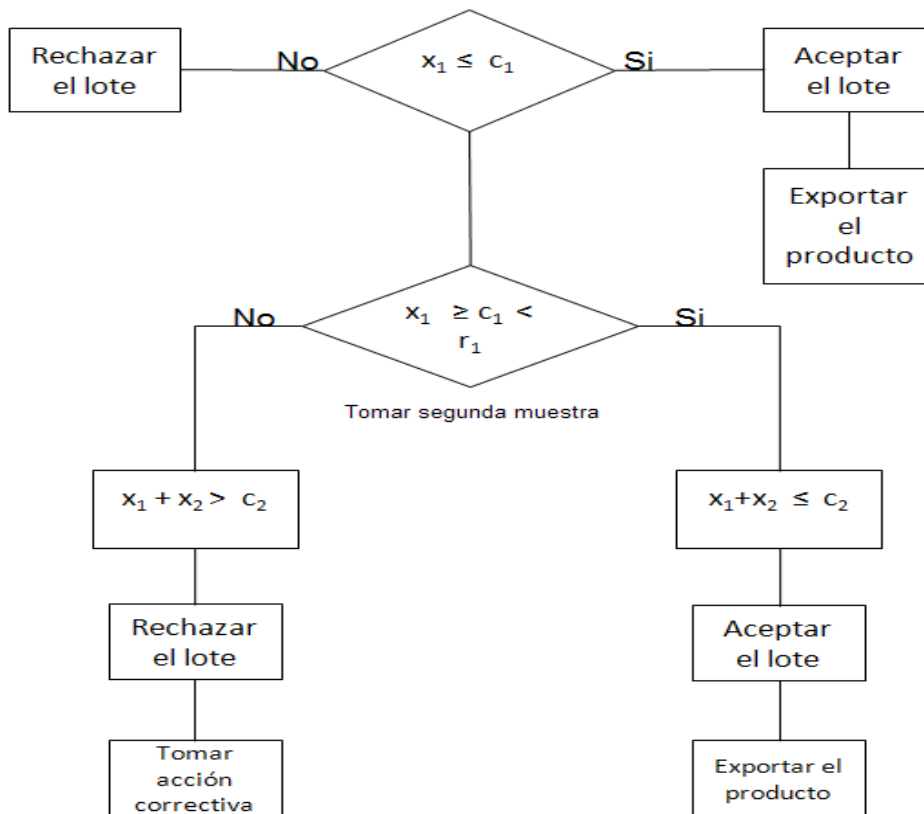 Rechazar
el lote
No
x₁ ≤ c₁
Si
Aceptar
el lote
Exportar
el
producto
No
x₁ ≥ c₁ <
r₁
Si
Tomar segunda muestra
x₁ + x₂ > c₂
x₁+x₂ ≤ c₂
Rechazar
el lote
Aceptar
el lote
Tomar
acción
correctiva
Exportar el
producto